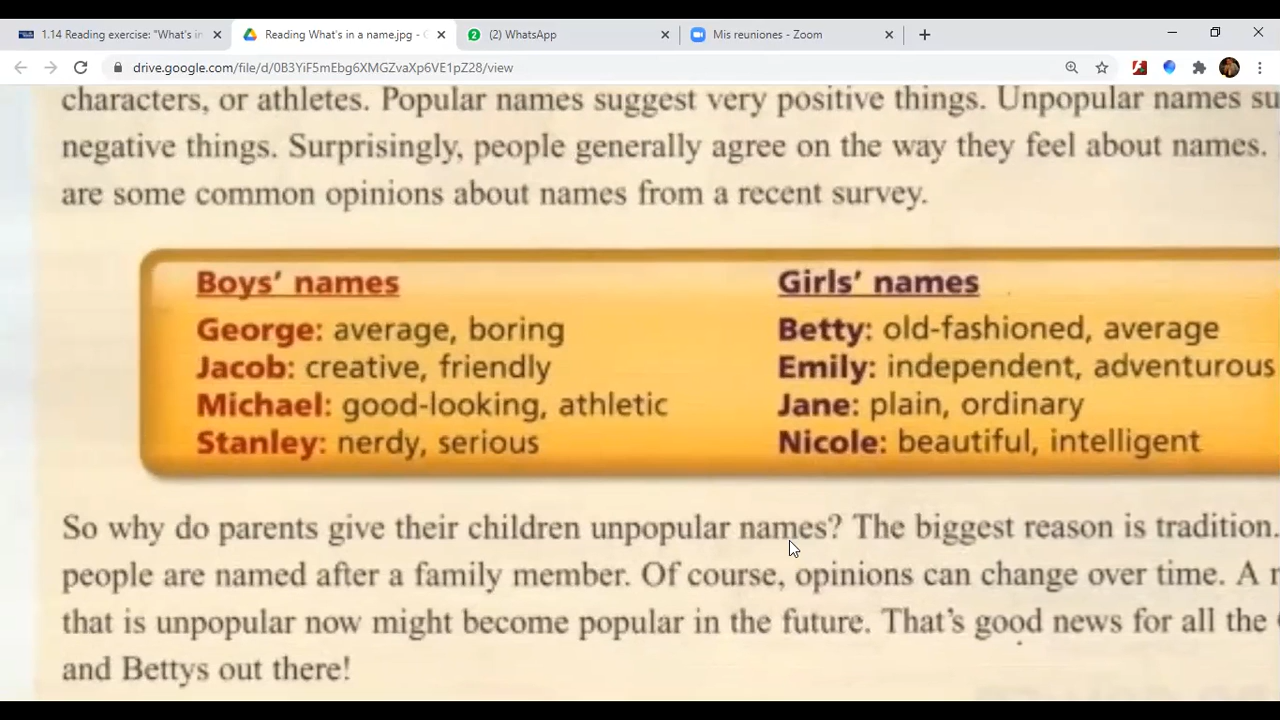 1.14 Reading exercise: "What's in
Reading What's in a name.jpg -
(2) WhatsApp
Mis reuniones - Zoom
drive.google.com/file/d/0B3YiF5mEbg6XMGZvaXp6VE1pZ28/view
characters, or athletes. Popular names suggest very positive things. Unpopular names su
negative things. Surprisingly, people generally agree on the way they feel about names.
are some common opinions about names from a recent survey.
Boys' names
George: average, boring
Jacob: creative, friendly
Michael: good-looking, athletic
Stanley: nerdy, serious
Girls' names
Betty: old-fashioned, average
Emily: independent, adventurous
Jane: plain, ordinary
Nicole: beautiful, intelligent
So why do parents give their children unpopular names? The biggest reason is tradition.
people are named after a family member. Of course, opinions can change over time. A
that is unpopular now might become popular in the future. That's good news for all the
and Bettys out there!